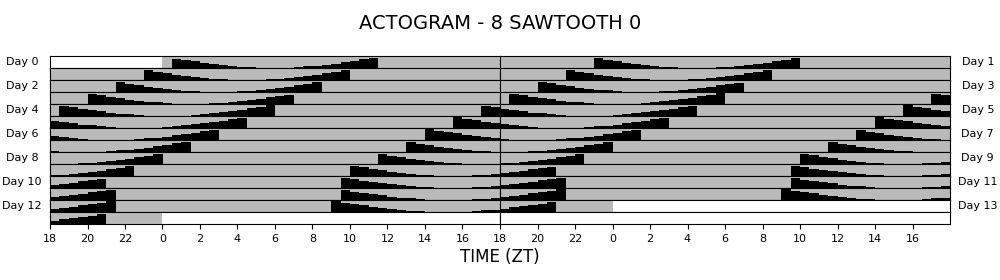 ACTOGRAM - 8 SAWTOOTH 0
Day 0 Day 1
Day 2 Day 3
Day 4 Day 5
Day 6 Day 7
Day 8 Day 9
Day 10 Day 11
Day 12 Day 13
18 20 22 0 2 4 6 8 10 12 14 16 18 20 22 0 2 4 6 8 10 12 14 16
TIME (ZT)